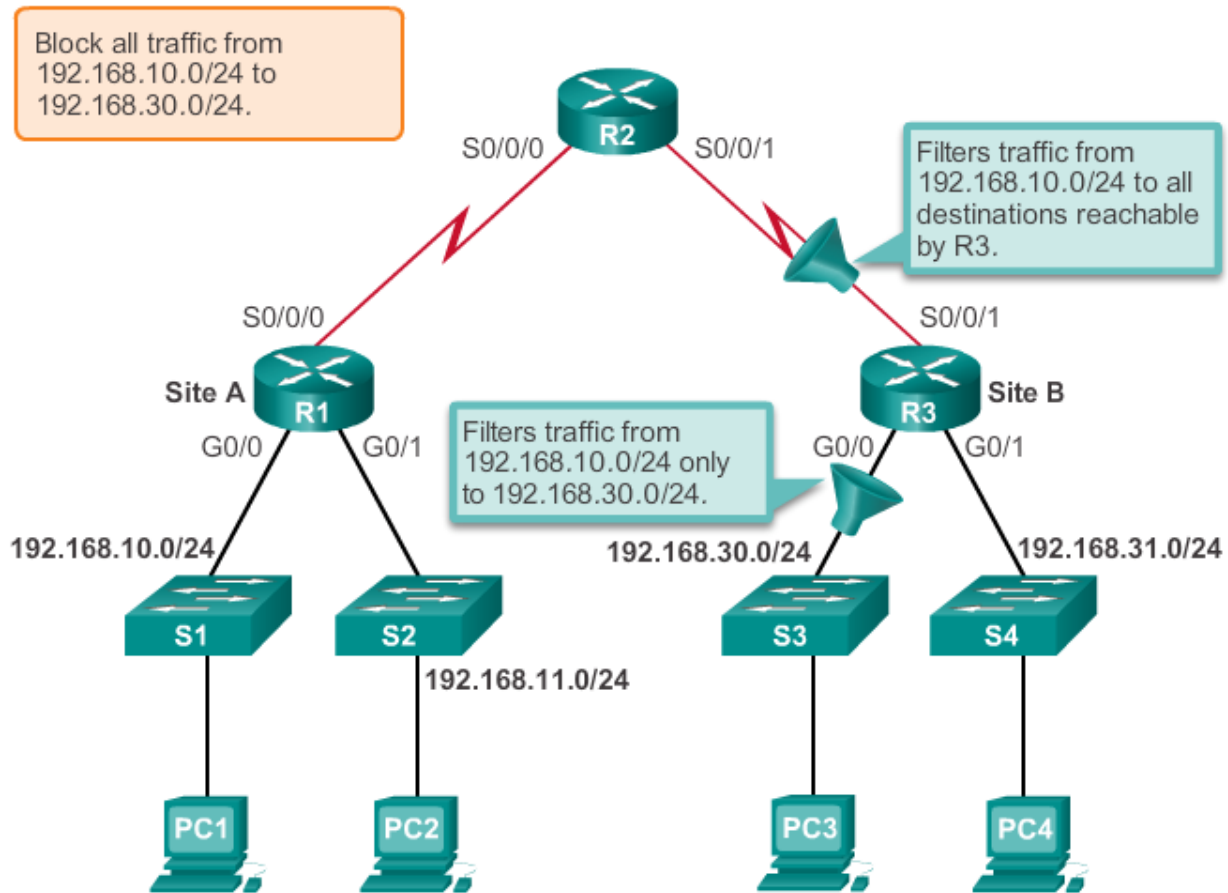 Block all traffic from
192.168.10.0/24 to
192.168.30.0/24.
R2
S0/0/0
S0/0/1
Filters traffic from
192.168.10.0/24 to all
destinations reachable
by R3.
S0/0/0
S0/0/1
Site A
R1
R3
Site B
G0/0
G0/1
Filters traffic from
192.168.10.0/24 only
to 192.168.30.0/24.
G0/0
G0/1
192.168.10.0/24
192.168.30.0/24
192.168.31.0/24
S1
S2
S3
S4
192.168.11.0/24
PC1
PC2
PC3
PC4